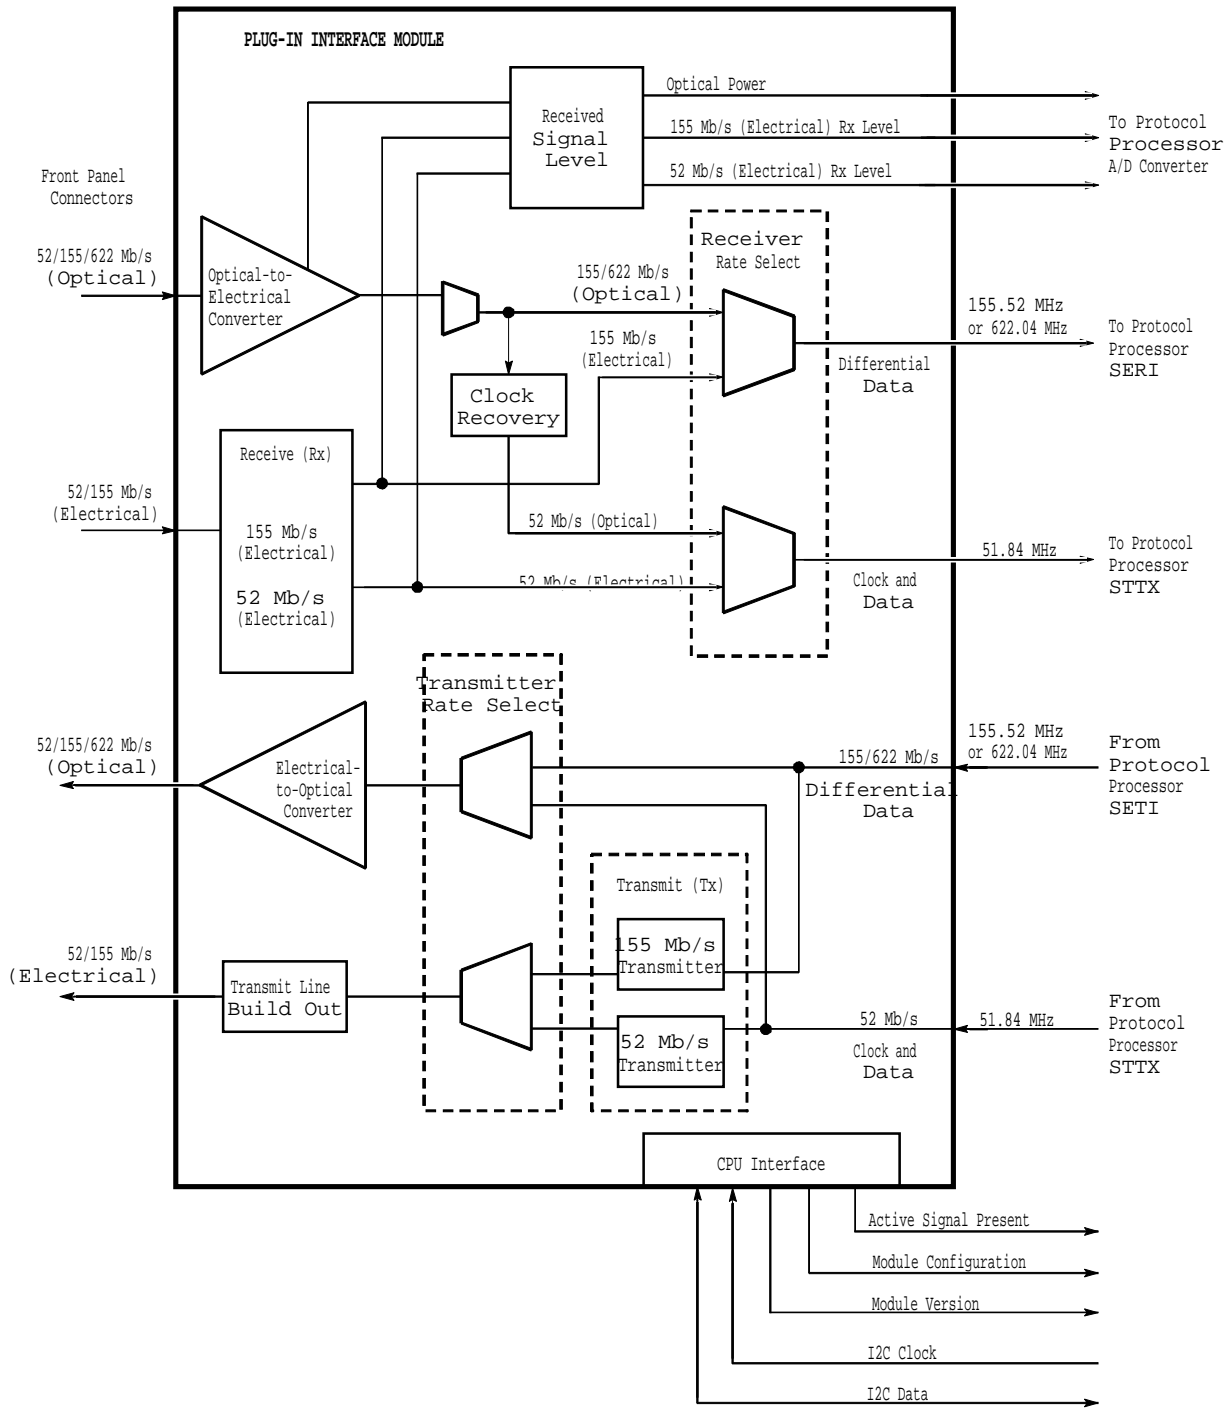 PLUG-IN INTERFACE MODULE
Received
Signal
Level
Optical Power
155 Mb/s (Electrical) Rx Level
52 Mb/s (Electrical) Rx Level
To Protocol
Processor
A/D Converter
Front Panel
Connectors
52/155/622 Mb/s
(Optical)
Optical-to-
Electrical
Converter
155/622 Mb/s
(Optical)
155 Mb/s
(Electrical)
Receiver
Rate Select
155.52 MHz
or 622.04 MHz
Differential
Data
To Protocol
Processor
SERI
Clock
Recovery
52/155 Mb/s
(Electrical)
Receive (Rx)
155 Mb/s
(Electrical)
52 Mb/s
(Electrical)
52 Mb/s (Optical)
52 Mb/s (Electrical)
51.84 MHz
Clock and
Data
To Protocol
Processor
STTX
Transmitter
Rate Select
52/155/622 Mb/s
(Optical)
Electrical-
to-Optical
Converter
155/622 Mb/s
Differential
Data
155.52 MHz
or 622.04 MHz
From
Protocol
Processor
SETI
Transmit (Tx)
155 Mb/s
Transmitter
52 Mb/s
Transmitter
52/155 Mb/s
(Electrical)
Transmit Line
Build Out
52 Mb/s
Clock and
Data
51.84 MHz
From
Protocol
Processor
STTX
CPU Interface
Active Signal Present
Module Configuration
Module Version
I2C Clock
I2C Data